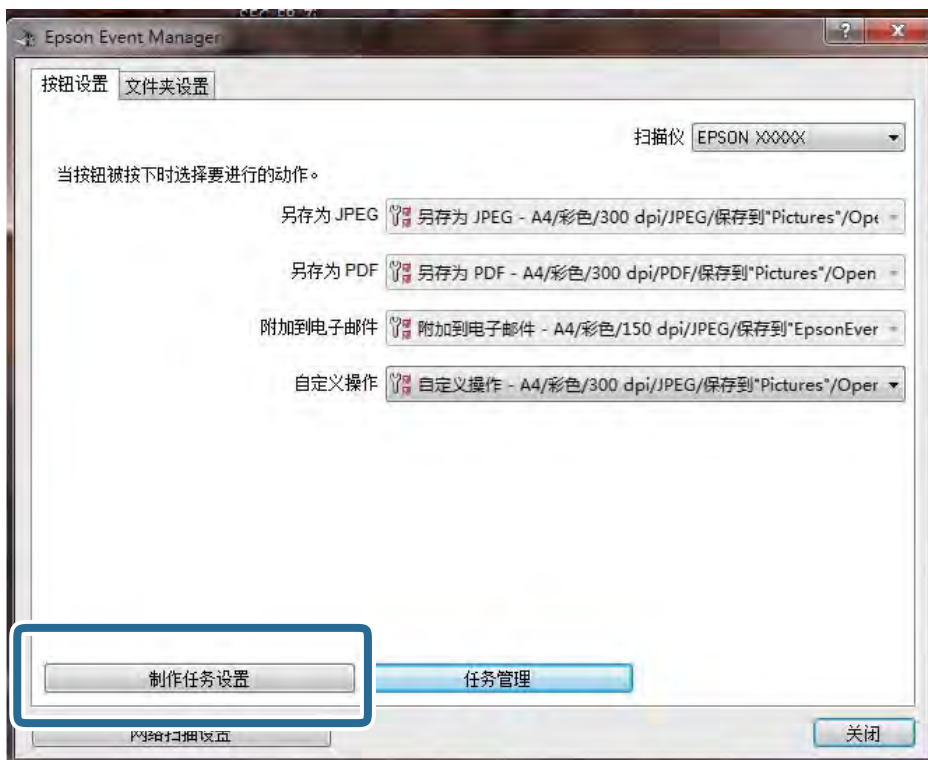 Epson Event Manager
按钮设置 文件夹设置
扫描仪 EPSON XXXXX
当按钮被按下时选择要进行的动作。
另存为 JPEG 另存为 JPEG - A4/彩色/300 dpi/JPEG/保存到"Pictures"/Ope
另存为 PDF 另存为 PDF - A4/彩色/300 dpi/PDF/保存到"Pictures"/Open
附加到电子邮件 附加到电子邮件 - A4/彩色/150 dpi/JPEG/保存到"EpsonEver
自定义操作 自定义操作 - A4/彩色/300 dpi/JPEG/保存到"Pictures"/Oper
制作任务设置 任务管理
网络扫描设置 关闭